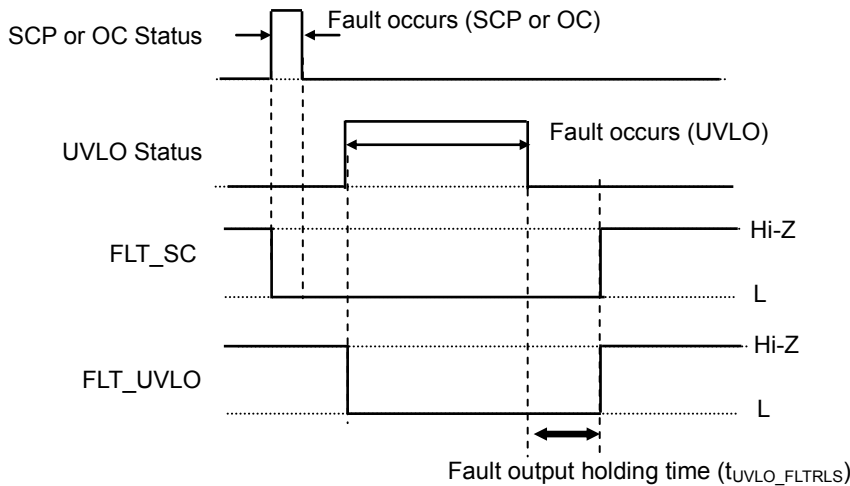 Fault occurs (SCP or OC)
SCP or OC Status
Fault occurs (UVLO)
UVLO Status
Hi-Z
FLT_SC
L
Hi-Z
FLT_UVLO
L
Fault output holding time (tUVLO_FLTRLS)